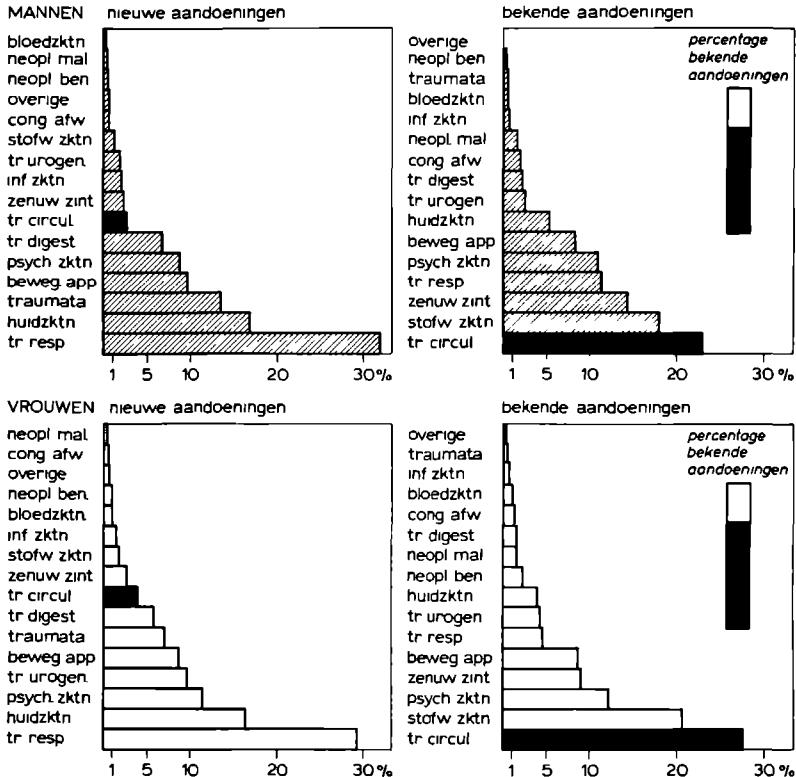 MANNEN nieuwe aandoeningen
bloedzktn
neopl mal
neopl ben
overige
cong afw
stofw zktn
tr urogen.
inf zktn
zenuw zint
tr circul
tr digest
psych zktn
beweg. app
traumata
huidzktn
tr resp
1 5 10 20 30%
bekende aandoeningen
overige
neopl ben
traumata
bloedzktn
inf zktn
neopl mal
cong afw
tr digest
tr urogen
huidzktn
beweg app
psych zktn
tr resp
zenuw zint
stofw zktn
tr circul
percentage
bekende
aandoeningen
1 5 10 20 30%
VROUWEN nieuwe aandoeningen
neopl mal
cong afw
overige
neopl ben.
bloedzktn.
inf zktn
stofw zktn
zenuw zint
tr circul
tr digest
traumata
beweg app
tr urogen.
psych. zktn
huidzktn
tr resp
1 5 10 20 30%
bekende aandoeningen
overige
traumata
inf zktn
bloedzktn
cong afw
tr digest
neopl mal
neopl ben
huidzktn
tr urogen
tr resp
beweg app
zenuw zint
psych zktn
stofw zktn
tr circul
percentage
bekende
aandoeningen
1 5 10 20 30%